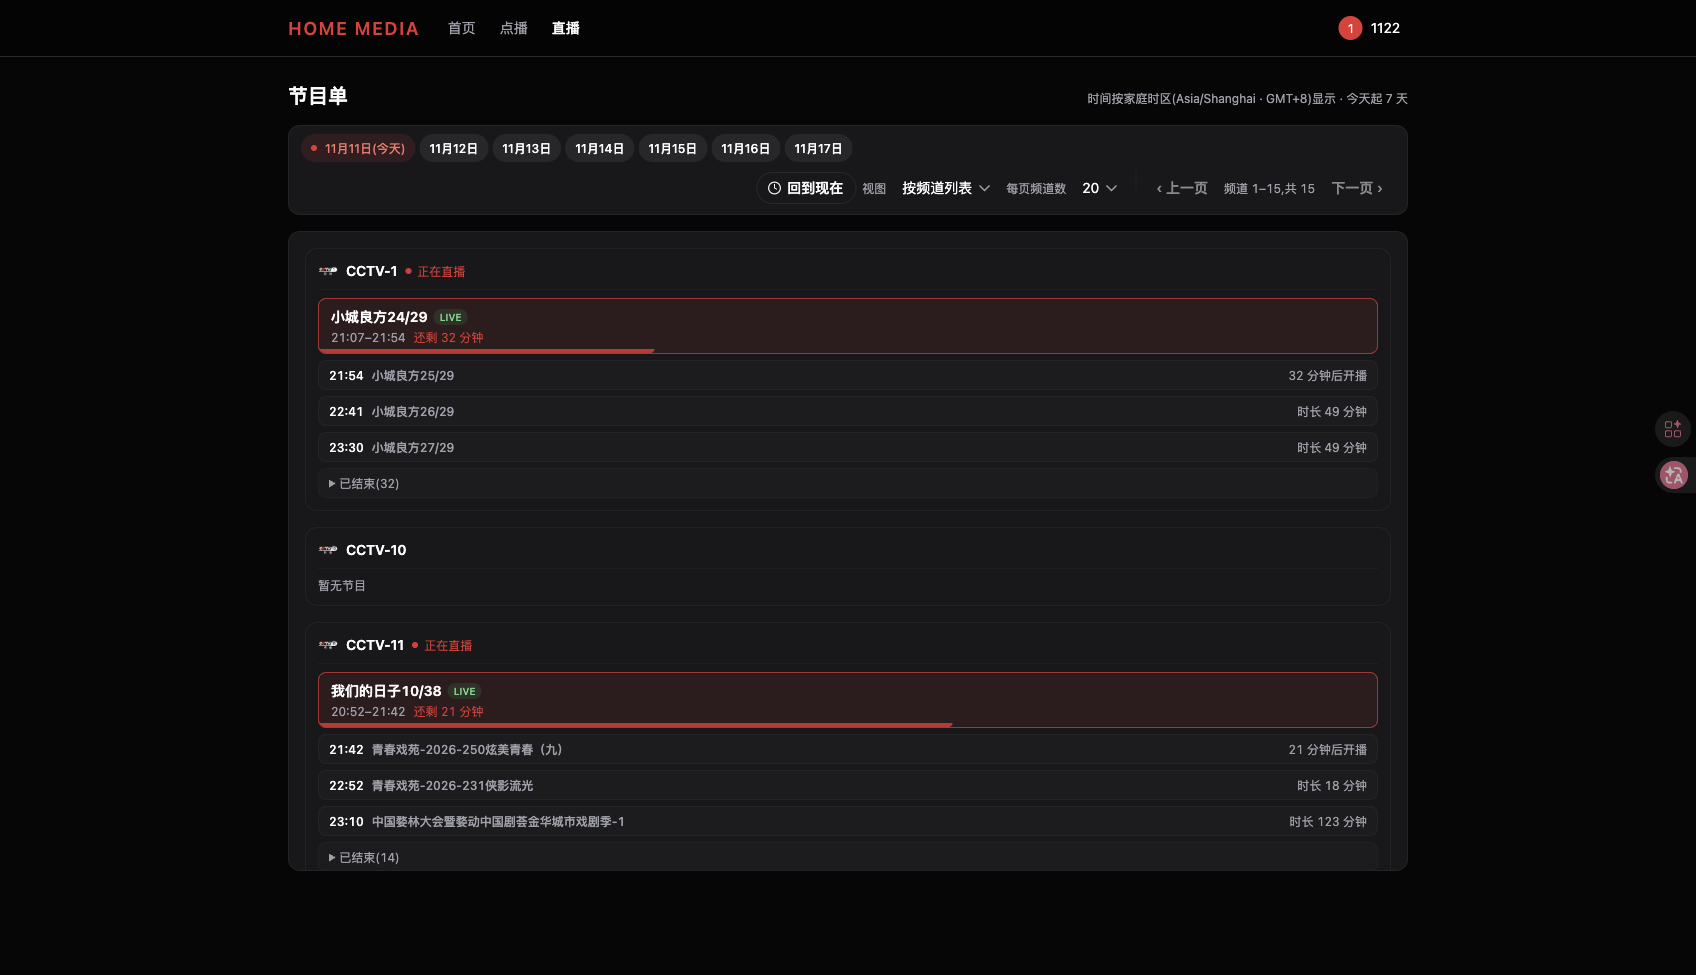 HOME MEDIA 首页 点播 直播 1 1122
节目单
时间按家庭时区(Asia/Shanghai · GMT+8)显示 · 今天起 7 天
11月11日(今天) 11月12日 11月13日 11月14日 11月15日 11月16日 11月17日
回到现在 视图 按频道列表 每页频道数 20 ‹ 上一页 频道 1–15,共 15 下一页 ›
CCTV-1 正在直播
小城良方24/29 LIVE
21:07–21:54 还剩 32 分钟
21:54 小城良方25/29 32 分钟后开播
22:41 小城良方26/29 时长 49 分钟
23:30 小城良方27/29 时长 49 分钟
已结束(32)
CCTV-10
暂无节目
CCTV-11 正在直播
我们的日子10/38 LIVE
20:52–21:42 还剩 21 分钟
21:42 青春戏苑-2026-250炫美青春（九） 21 分钟后开播
22:52 青春戏苑-2026-231侠影流光 时长 18 分钟
23:10 中国婺林大会暨婺动中国剧荟金华城市戏剧季-1 时长 123 分钟
已结束(14)